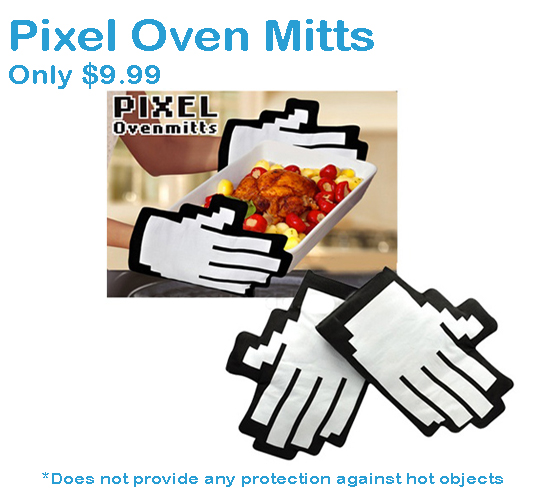 Pixel Oven Mitts
Only $9.99
PIXEL
Ovenmitts
*Does not provide any protection against hot objects